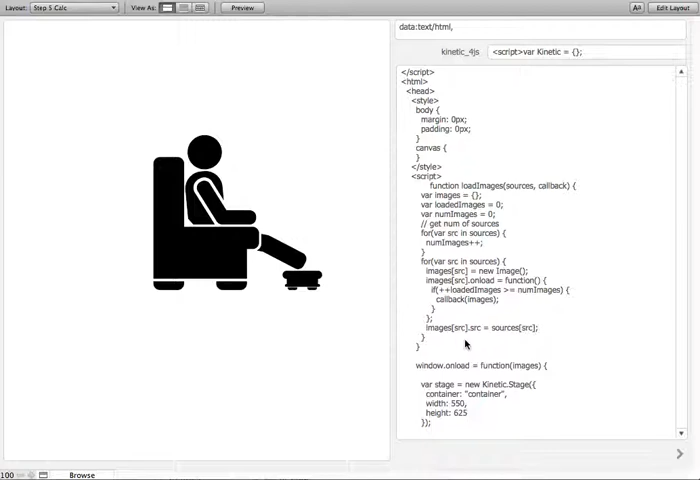 Layout: Step 5 Calc View As: Preview Aa Edit Layout
data:text/html,
kinetic_4js <script>var Kinetic = {};
</script>
<html>
<head>
<style>
body {
margin: 0px;
padding: 0px;
}
canvas {
}
</style>
<script>
function loadImages(sources, callback) {
var images = {};
var loadedImages = 0;
var numImages = 0;
// get num of sources
for(var src in sources) {
numImages++;
}
for(var src in sources) {
images[src] = new Image();
images[src].onload = function() {
if(++loadedImages >= numImages) {
callback(images);
}
};
images[src].src = sources[src];
}
}
window.onload = function(images) {
var stage = new Kinetic.Stage({
container: "container",
width: 550,
height: 625
});
100 Browse